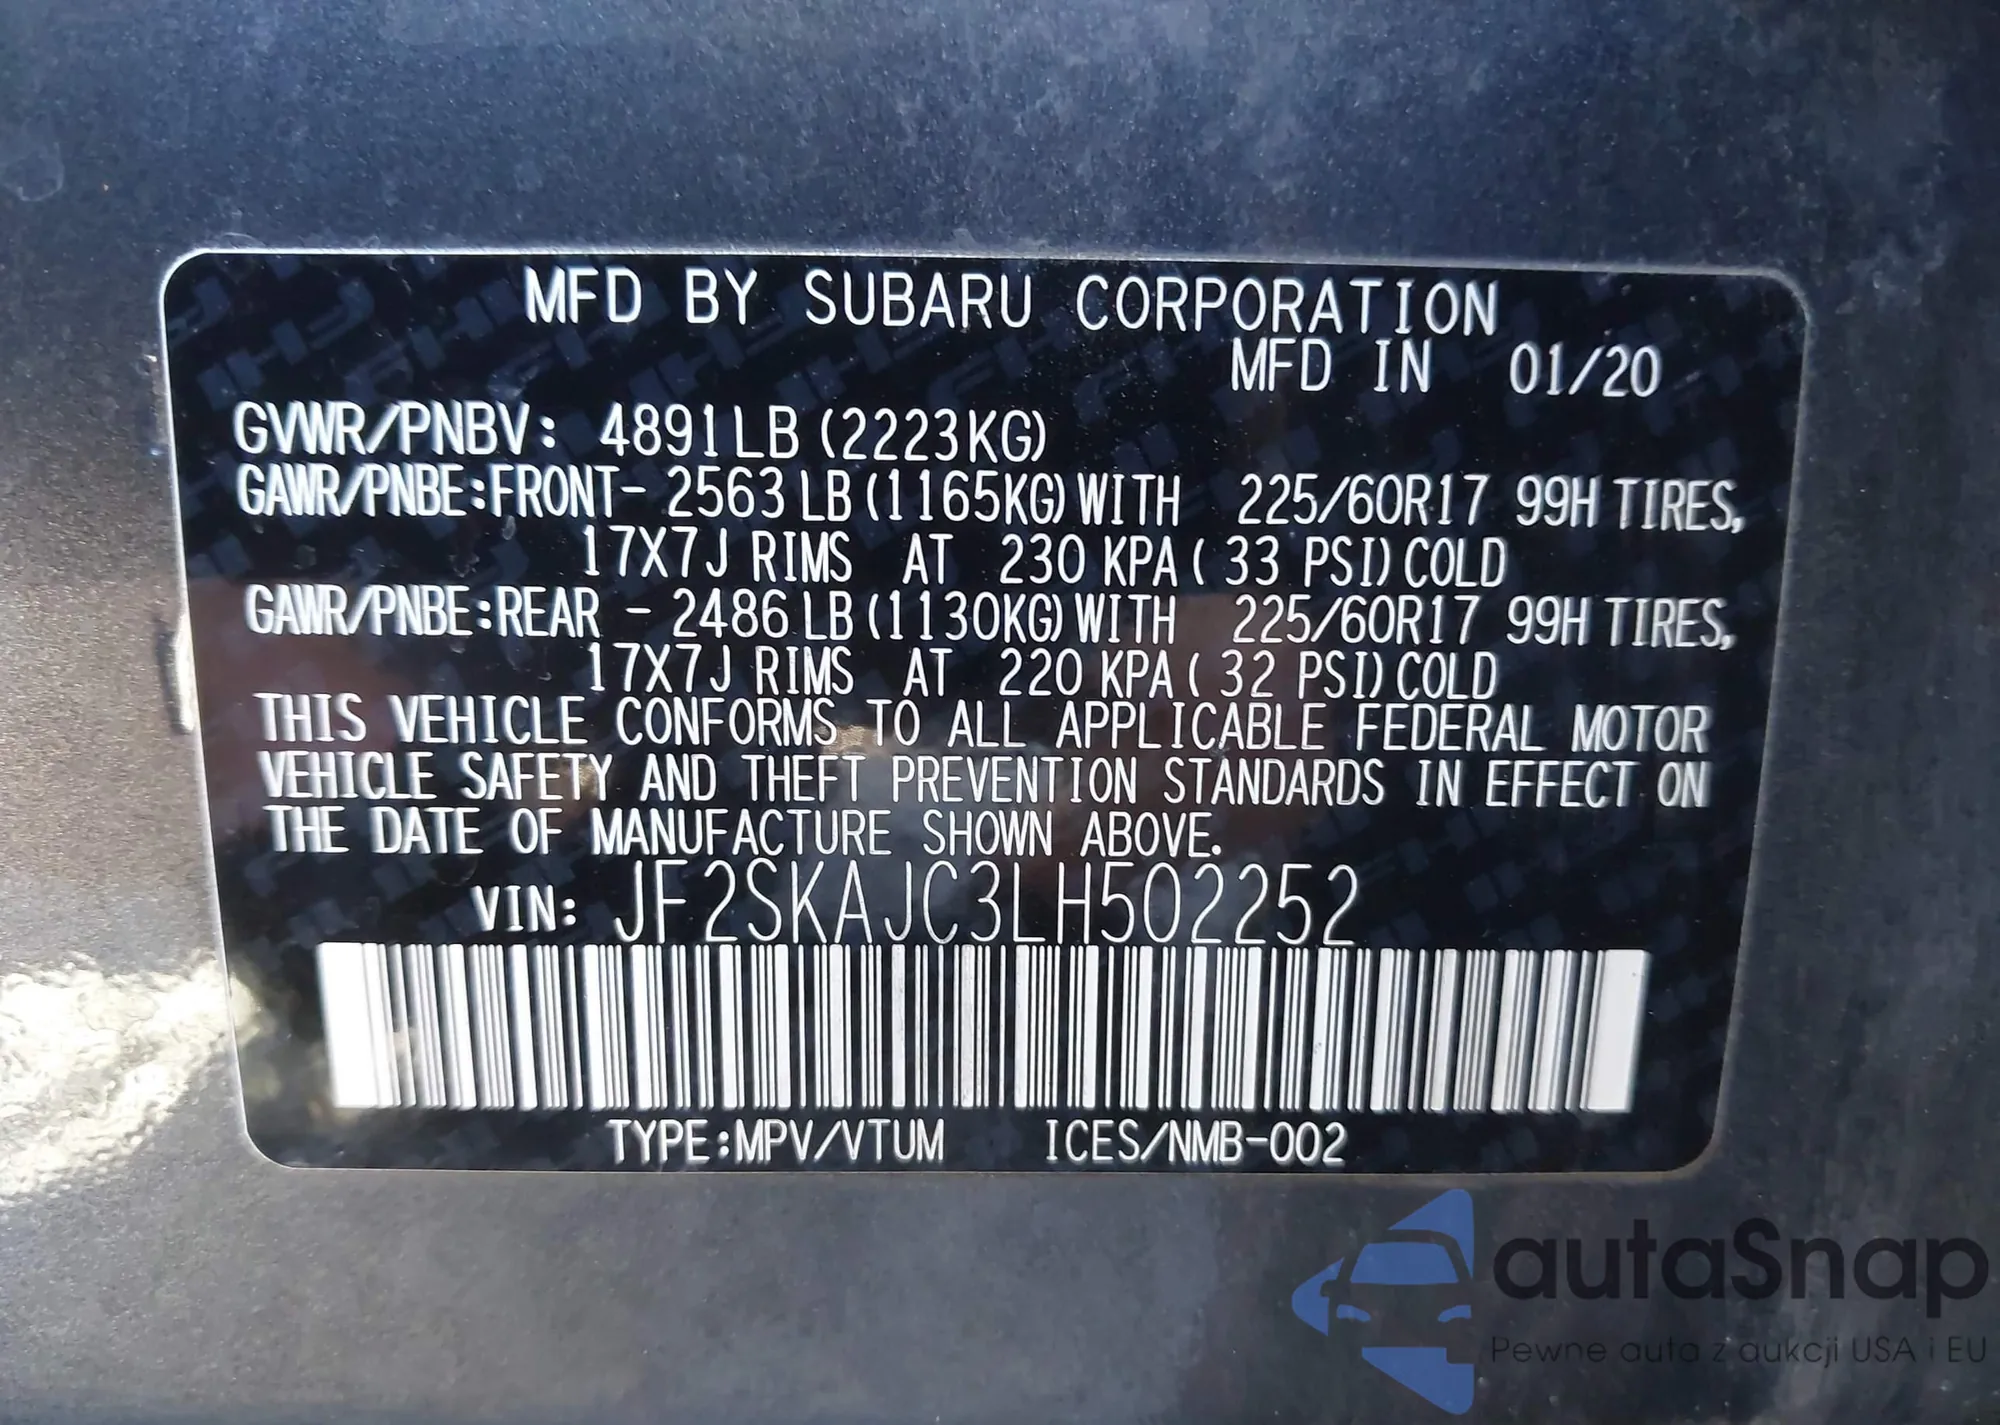 MFD BY SUBARU CORPORATION
MFD IN 01/20
GVWR/PNBV: 4891LB (2223KG)
GAWR/PNBE:FRONT- 2563 LB (1165KG) WITH 225/60R17 99H TIRES,
17X7J RIMS AT 230 KPA ( 33 PSI) COLD
GAWR/PNBE:REAR - 2486 LB (1130KG) WITH 225/60R17 99H TIRES,
17X7J RIMS AT 220 KPA ( 32 PSI) COLD
THIS VEHICLE CONFORMS TO ALL APPLICABLE FEDERAL MOTOR
VEHICLE SAFETY AND THEFT PREVENTION STANDARDS IN EFFECT ON
THE DATE OF MANUFACTURE SHOWN ABOVE.
VIN: JF2SKAJC3LH502252
TYPE:MPV/VTUM ICES/NMB-002
autaSnap
Pewne auta z aukcji USA i EU